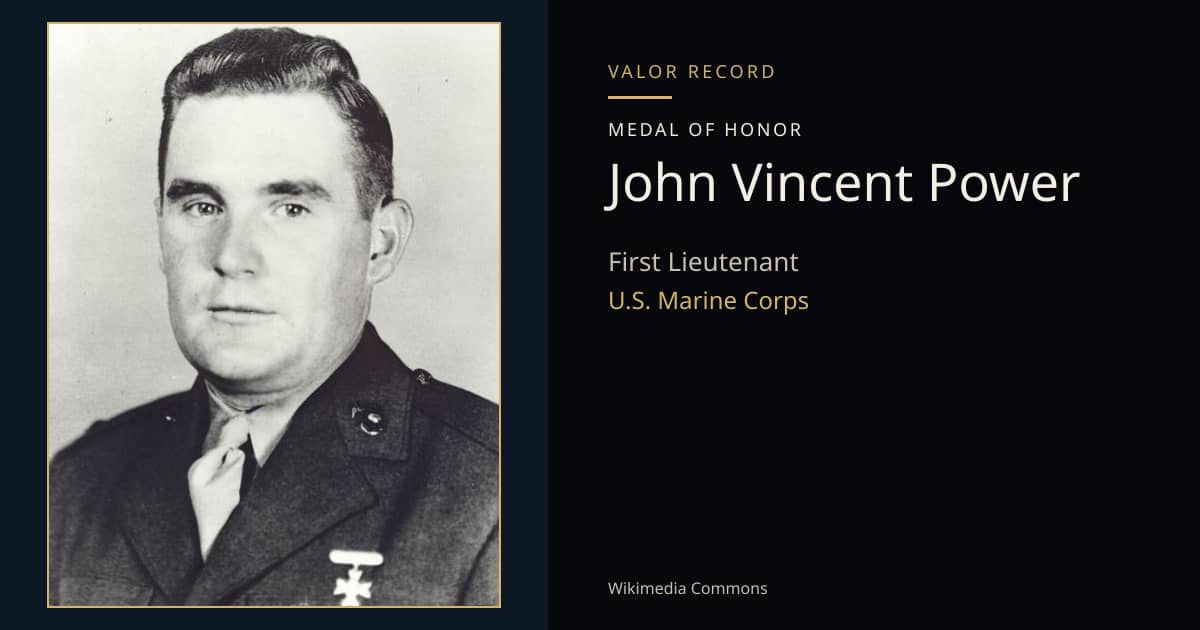 VALOR RECORD
MEDAL OF HONOR
John Vincent Power
First Lieutenant
U.S. Marine Corps
Wikimedia Commons